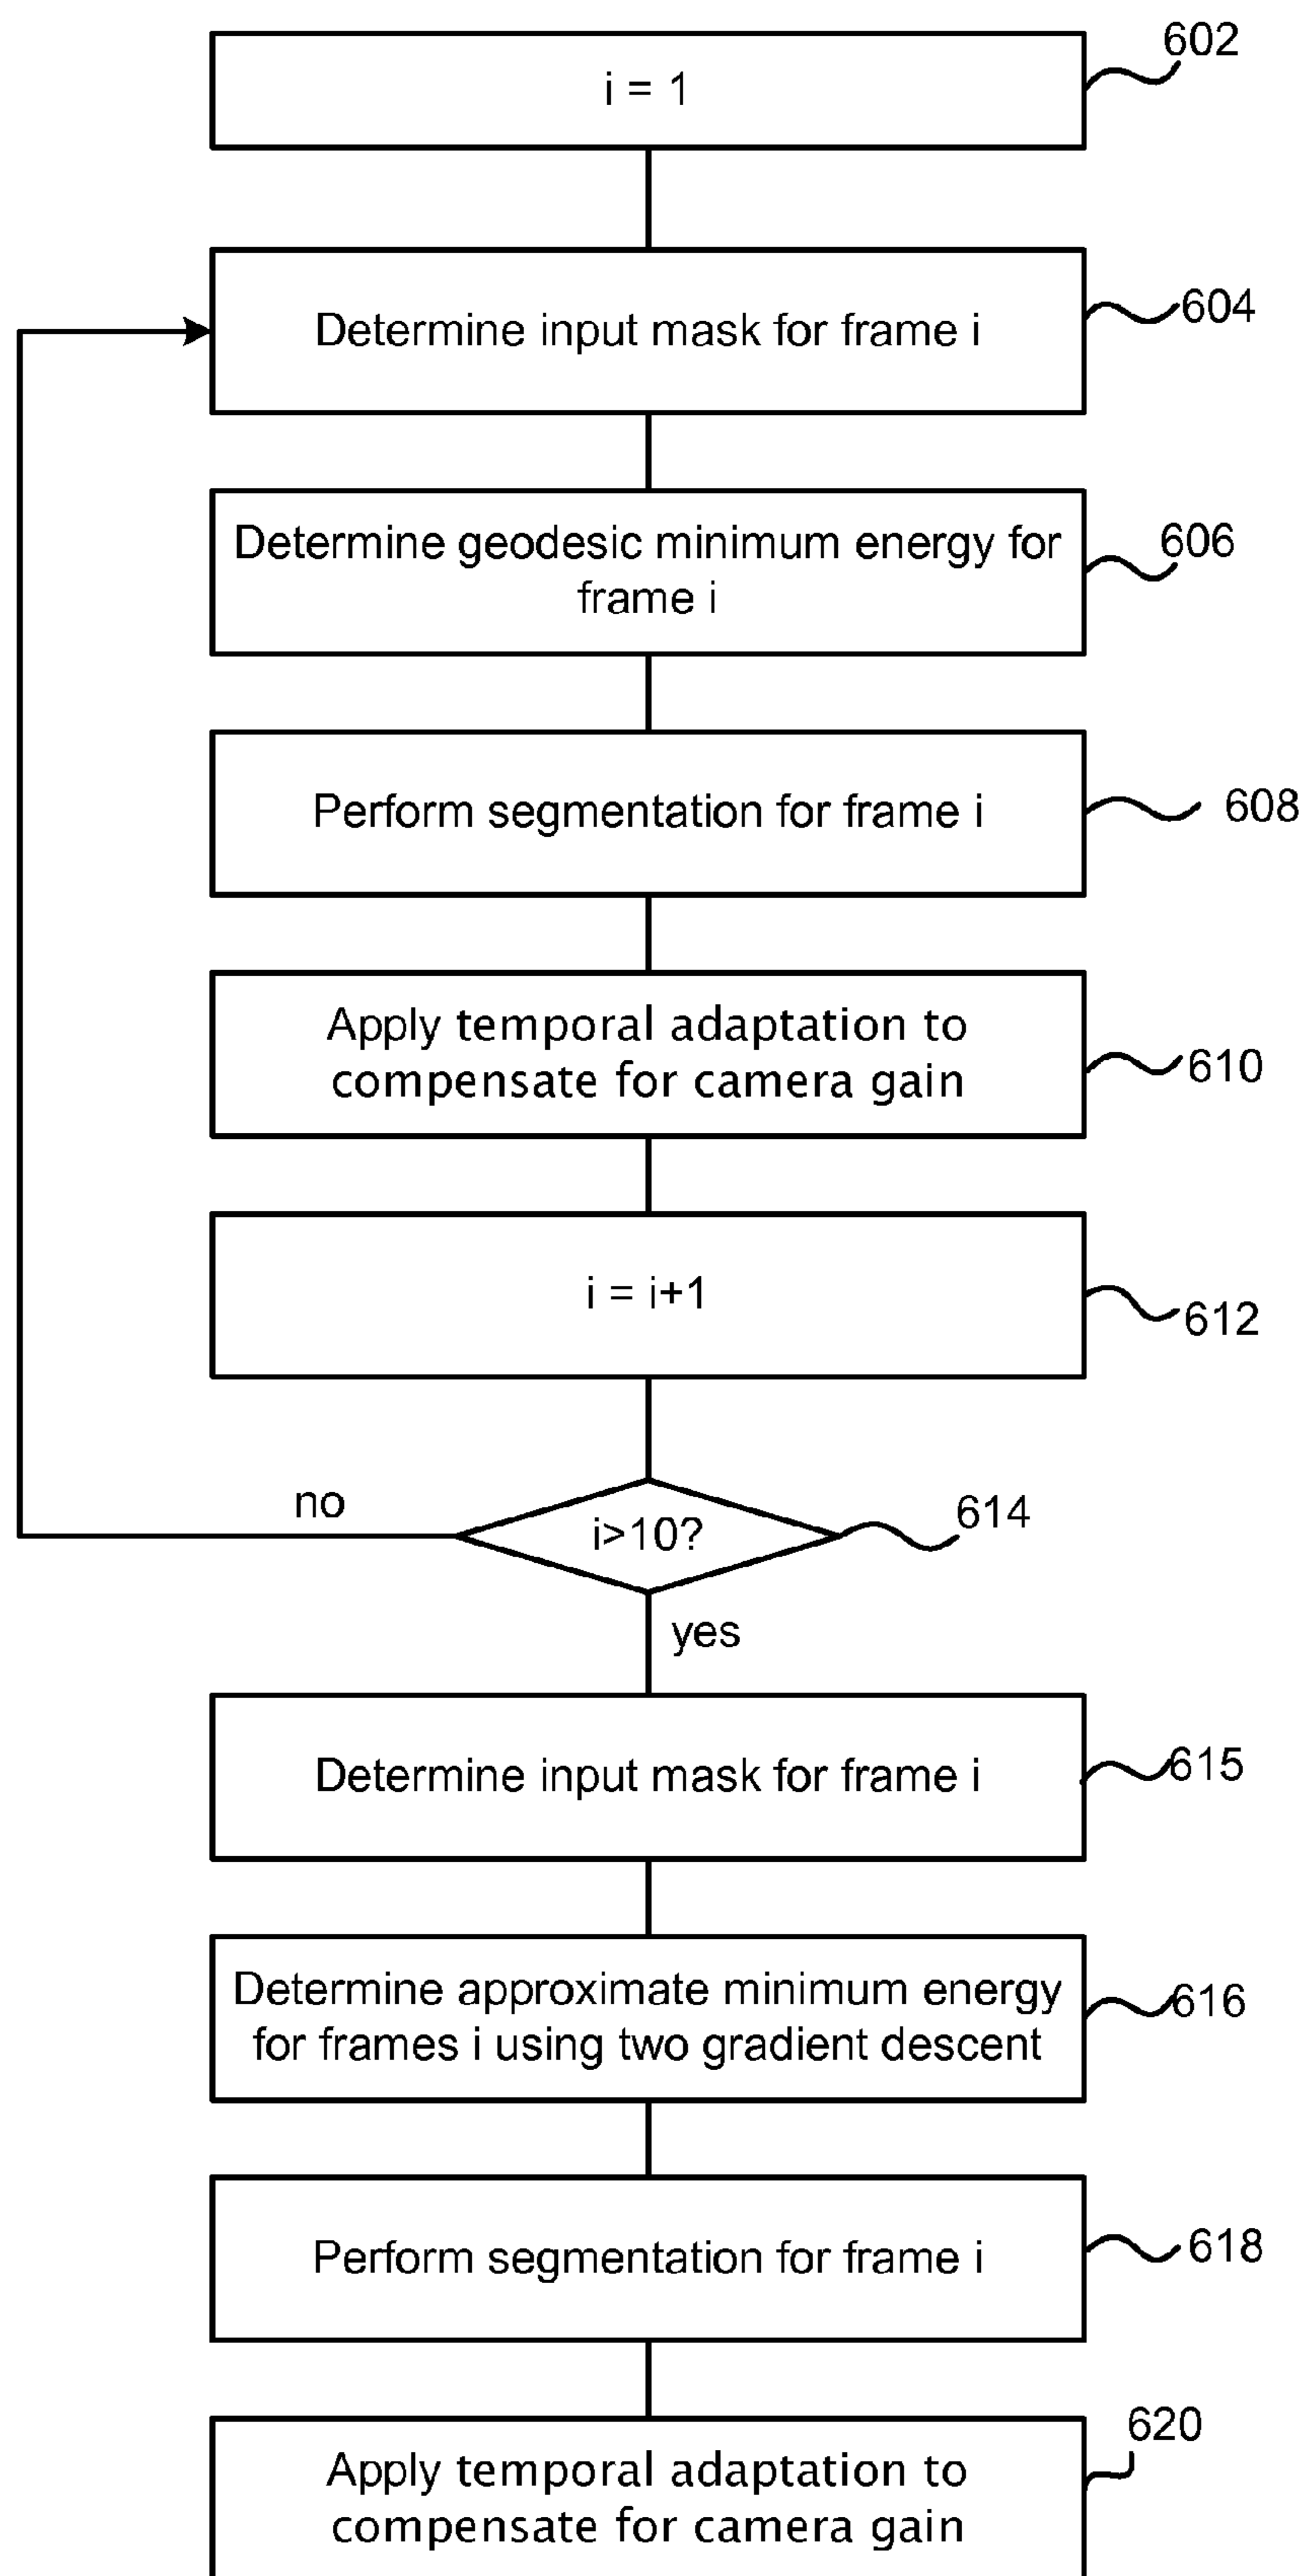 602
i = 1
604
Determine input mask for frame i
606
Determine geodesic minimum energy for
frame i
608
Perform segmentation for frame i
610
Apply temporal adaptation to
compensate for camera gain
612
i = i+1
614
no
i>10?
yes
615
Determine input mask for frame i
616
Determine approximate minimum energy
for frames i using two gradient descent
618
Perform segmentation for frame i
620
Apply temporal adaptation to
compensate for camera gain